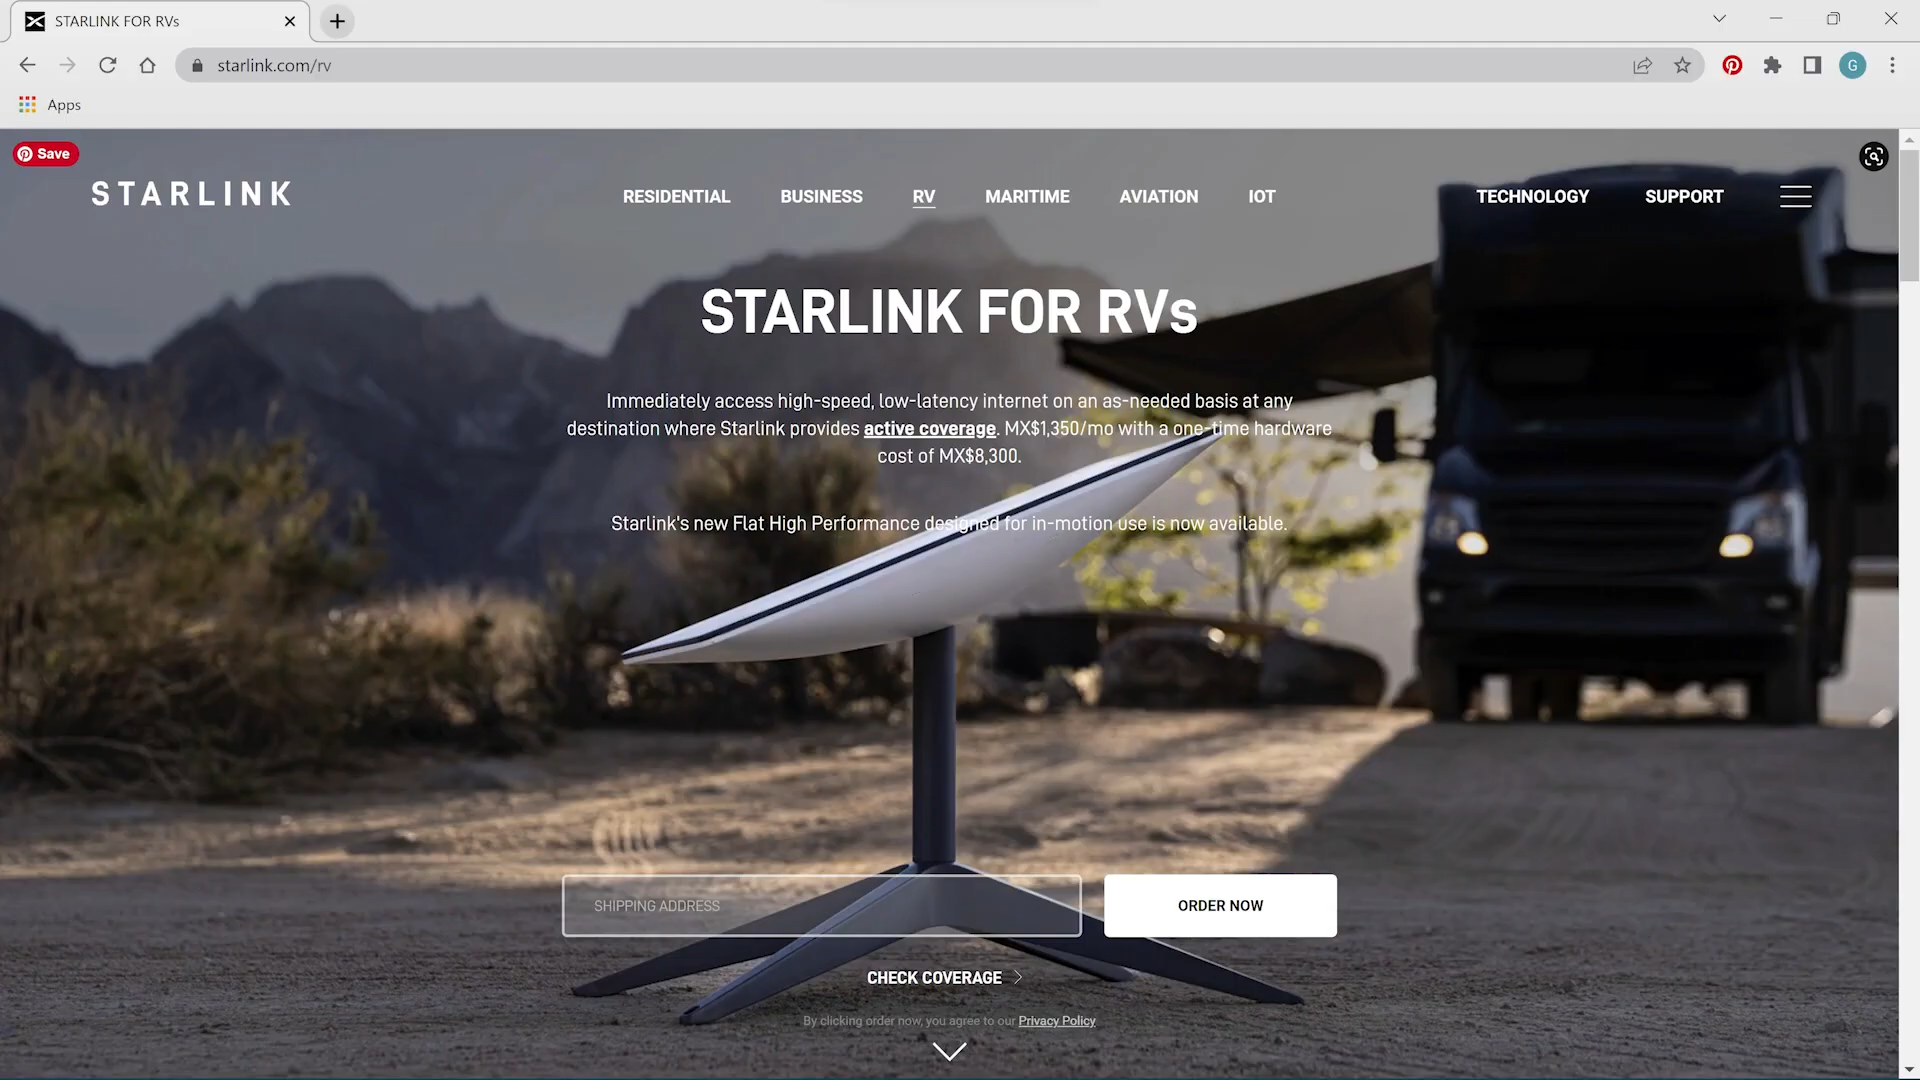 STARLINK FOR RVs
starlink.com/rv
G
Apps
Save
STARLINK
RESIDENTIAL BUSINESS RV MARITIME AVIATION IOT TECHNOLOGY SUPPORT
STARLINK FOR RVs
Immediately access high-speed, low-latency internet on an as-needed basis at any
destination where Starlink provides active coverage. MX$1,350/mo with a one-time hardware
cost of MX$8,300.
Starlink's new Flat High Performance designed for in-motion use is now available.
SHIPPING ADDRESS
ORDER NOW
CHECK COVERAGE
By clicking order now, you agree to our Privacy Policy